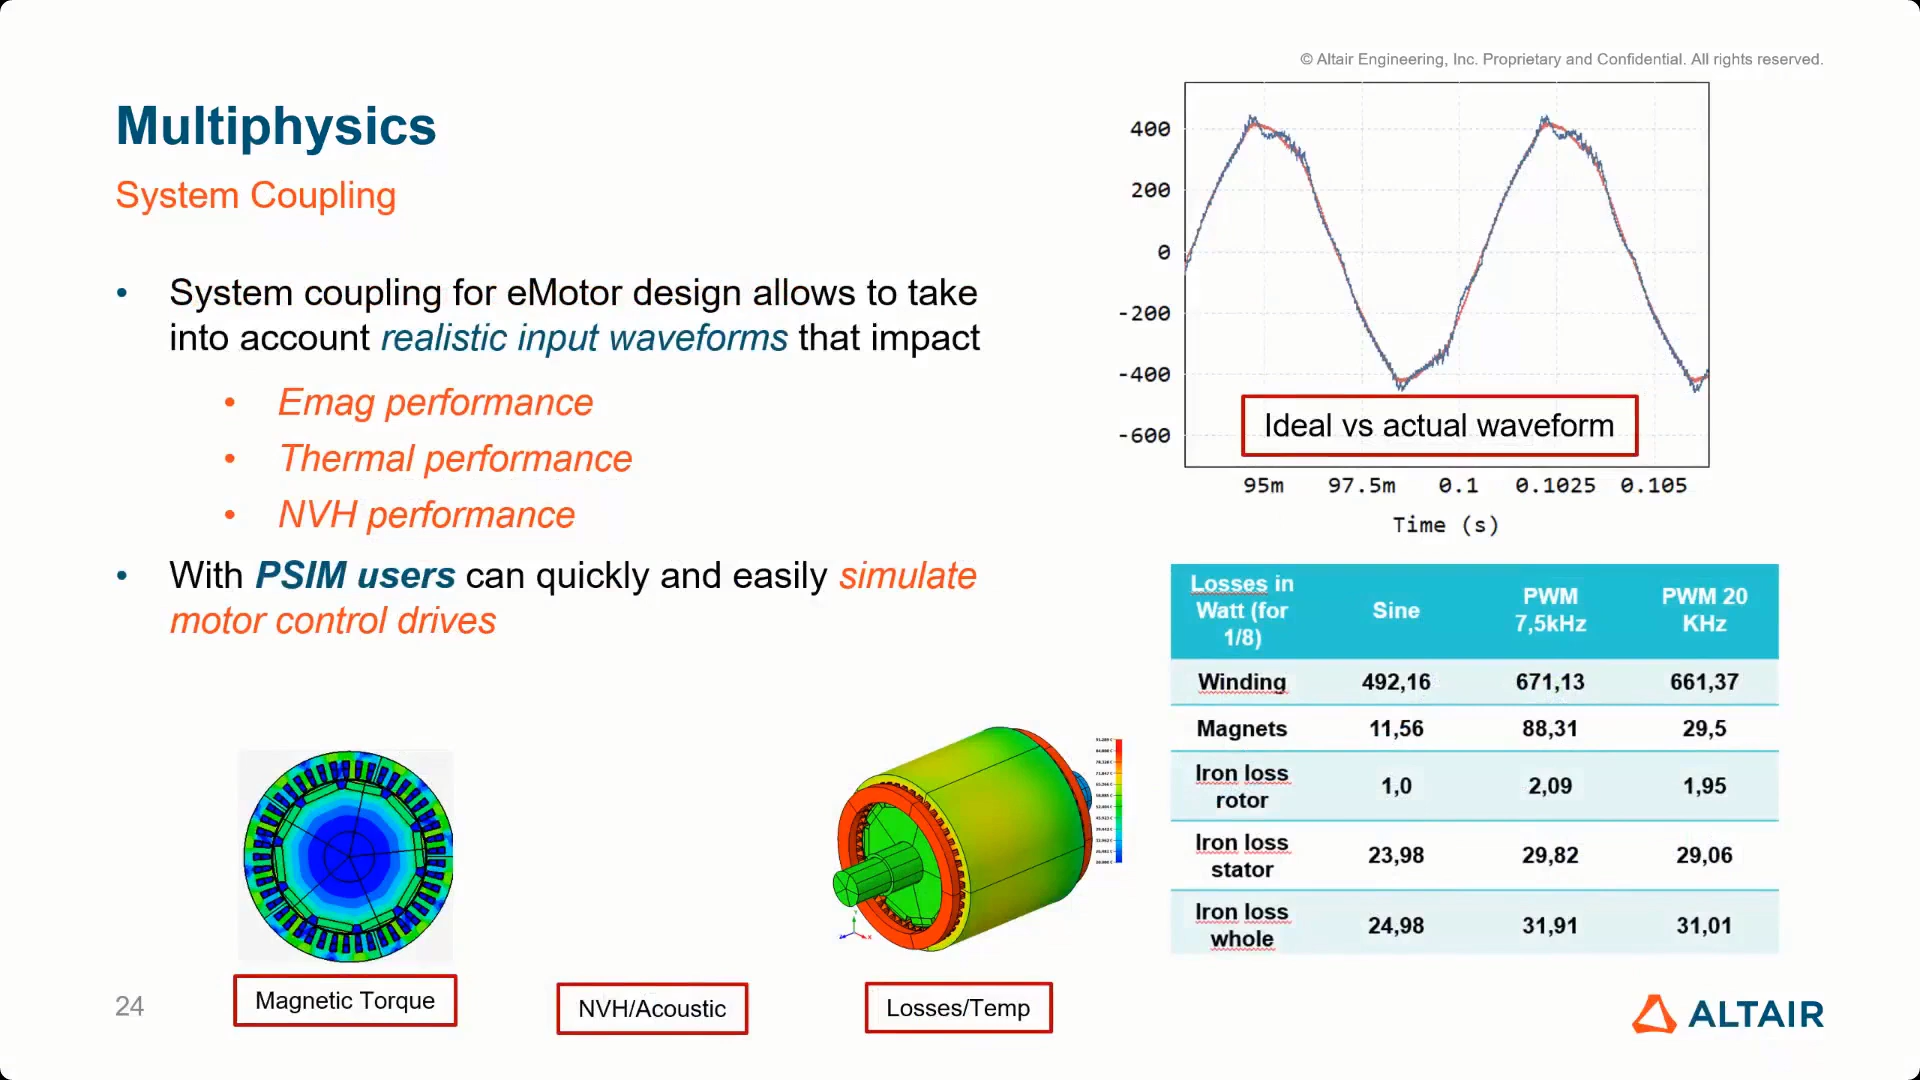 © Altair Engineering, Inc. Proprietary and Confidential. All rights reserved.
Multiphysics
System Coupling
• System coupling for eMotor design allows to take
into account realistic input waveforms that impact
• Emag performance
• Thermal performance
• NVH performance
• With PSIM users can quickly and easily simulate
motor control drives
400
200
0
-200
-400
-600
Ideal vs actual waveform
95m 97.5m 0.1 0.1025 0.105
Time (s)
Losses in
Watt (for
1/8)
Sine
PWM
7,5kHz
PWM 20
KHz
Winding 492,16 671,13 661,37
Magnets 11,56 88,31 29,5
Iron loss
rotor
1,0 2,09 1,95
Iron loss
stator
23,98 29,82 29,06
Iron loss
whole
24,98 31,91 31,01
Magnetic Torque
NVH/Acoustic
Losses/Temp
24
ALTAIR